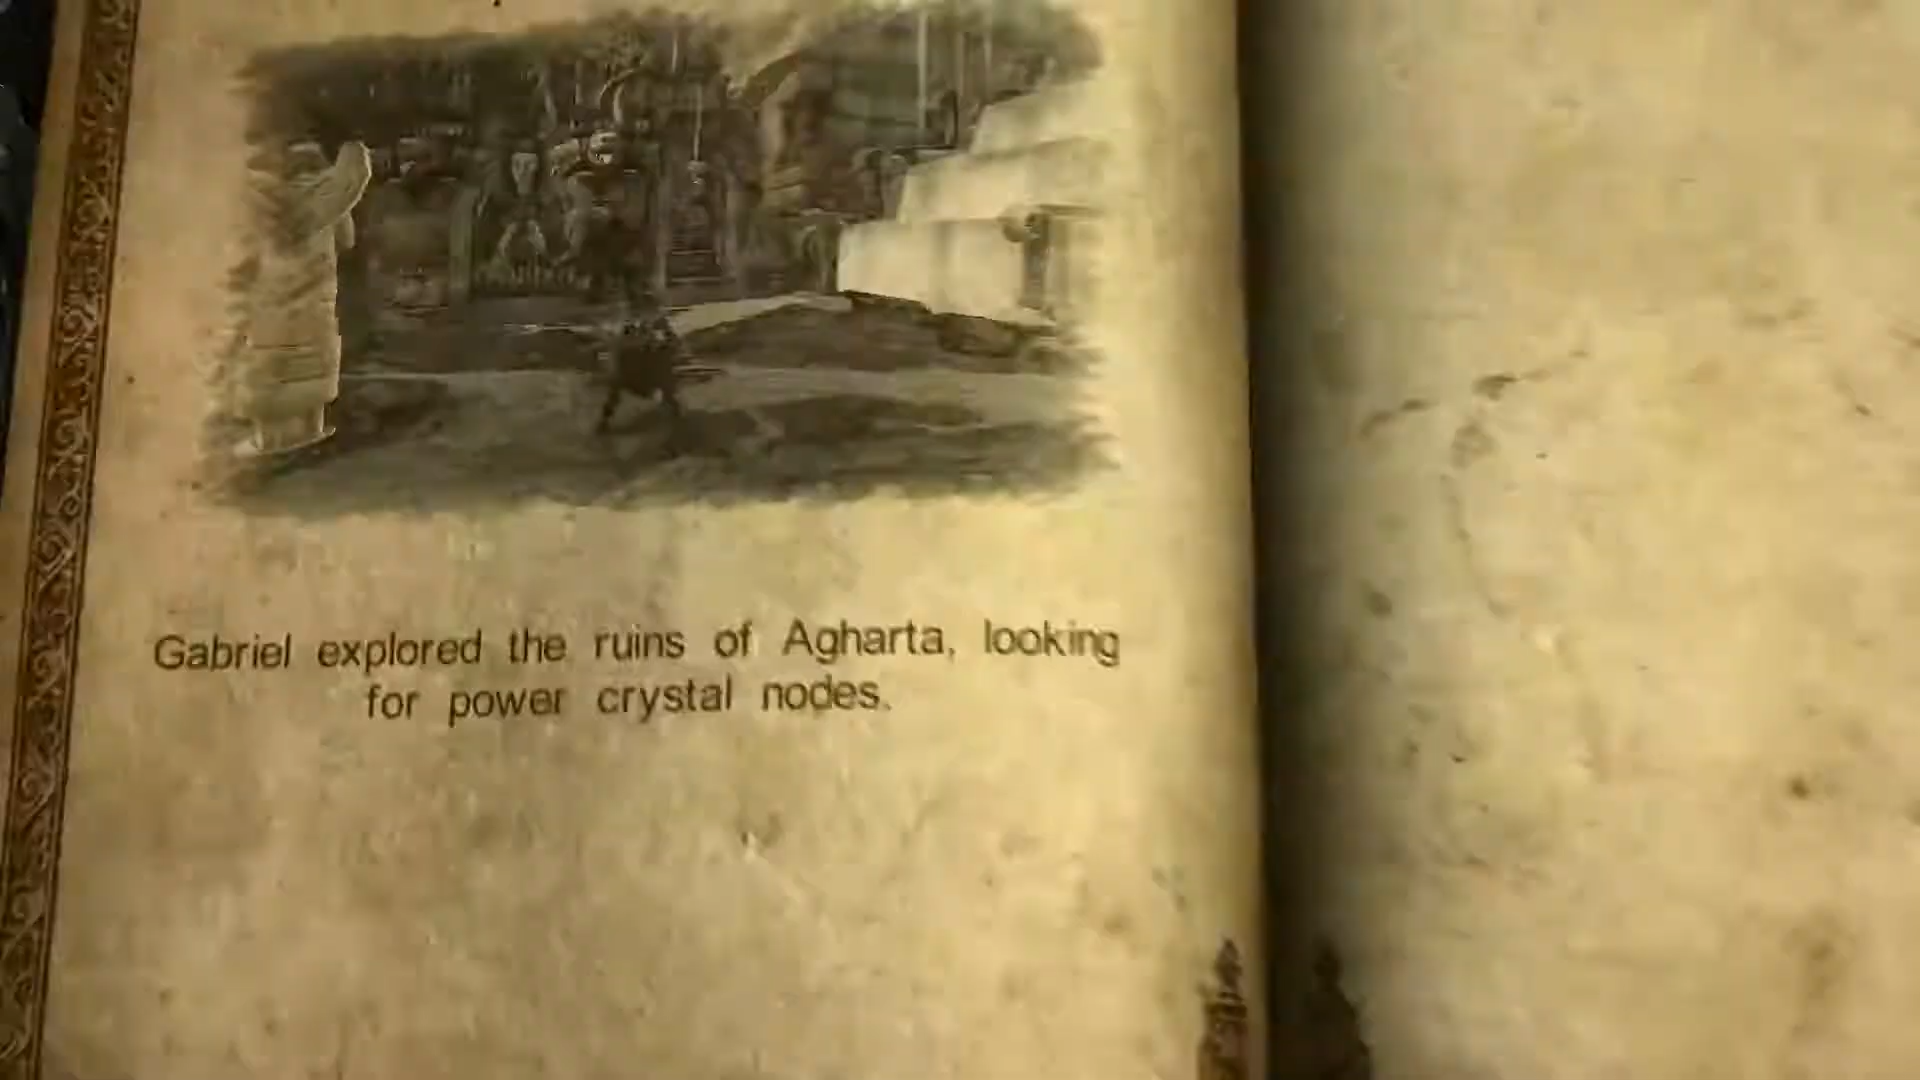 Gabriel explored the ruins of Agharta, looking
for power crystal nodes.